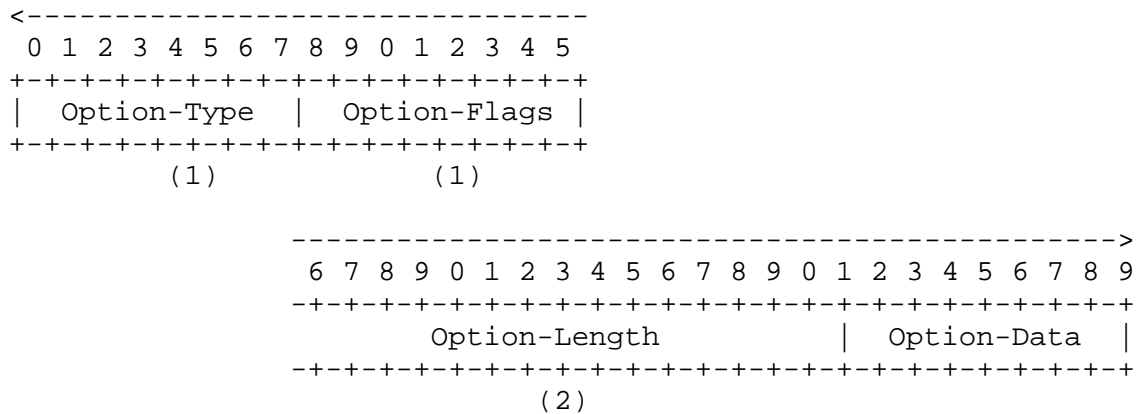 <---------------------------------
 0 1 2 3 4 5 6 7 8 9 0 1 2 3 4 5
+-+-+-+-+-+-+-+-+-+-+-+-+-+-+-+-+
|  Option-Type  |  Option-Flags |
+-+-+-+-+-+-+-+-+-+-+-+-+-+-+-+-+
         (1)            (1)
                ----------------------------------------------->
                 6 7 8 9 0 1 2 3 4 5 6 7 8 9 0 1 2 3 4 5 6 7 8 9
                -+-+-+-+-+-+-+-+-+-+-+-+-+-+-+-+-+-+-+-+-+-+-+-+
                        Option-Length          |  Option-Data  |
                -+-+-+-+-+-+-+-+-+-+-+-+-+-+-+-+-+-+-+-+-+-+-+-+
                              (2)